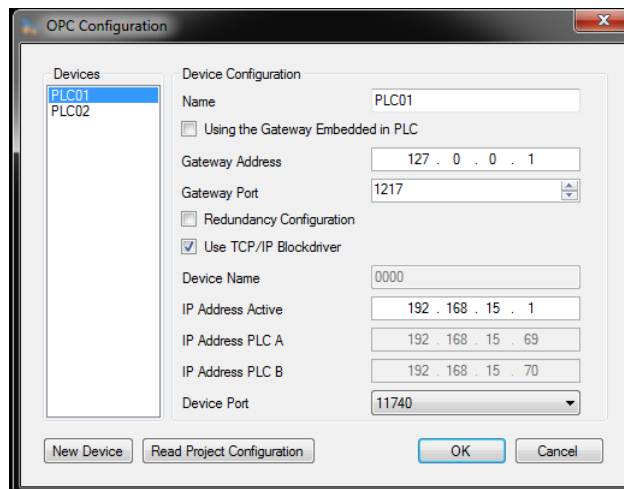 OPC Configuration
Devices
PLC01
PLC02
Device Configuration
Name PLC01
Using the Gateway Embedded in PLC
Gateway Address 127 . 0 . 0 . 1
Gateway Port 1217
Redundancy Configuration
Use TCP/IP Blockdriver
Device Name 0000
IP Address Active 192 . 168 . 15 . 1
IP Address PLC A 192 . 168 . 15 . 69
IP Address PLC B 192 . 168 . 15 . 70
Device Port 11740
New Device Read Project Configuration OK Cancel